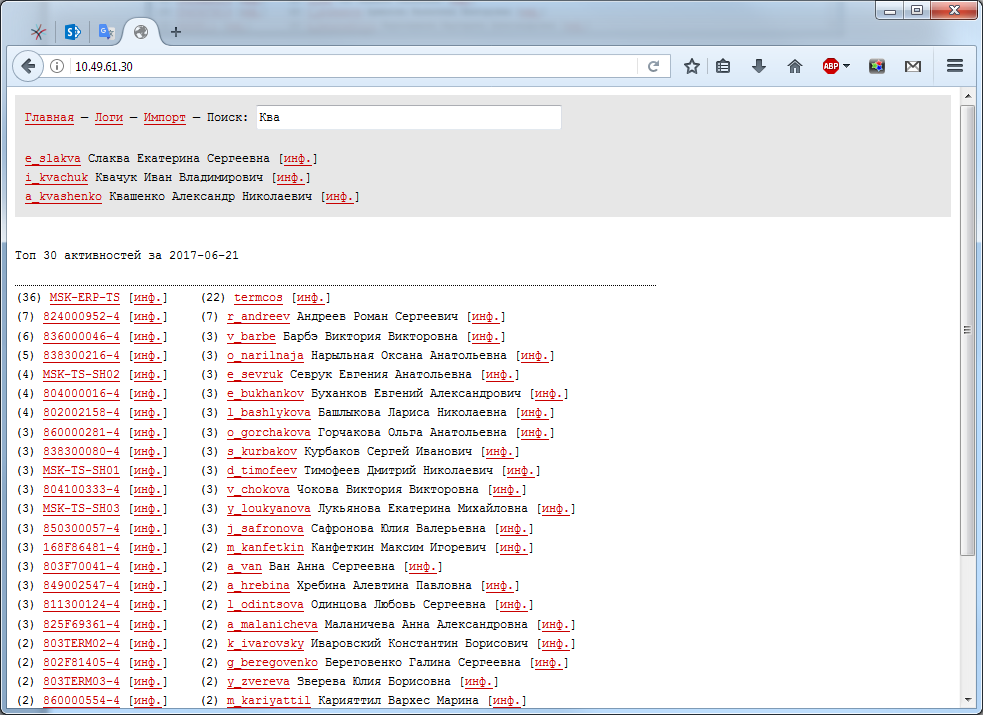 10.49.61.30
ABP
Главная — Логи — Импорт — Поиск: Ква
e_slakva Слаква Екатерина Сергеевна [инф.]
i_kvachuk Квачук Иван Владимирович [инф.]
a_kvashenko Квашенко Александр Николаевич [инф.]
Топ 30 активностей за 2017-06-21
(36) MSK-ERP-TS [инф.] (22) termcos [инф.]
(7) 824000952-4 [инф.] (7) r_andreev Андреев Роман Сергеевич [инф.]
(6) 836000046-4 [инф.] (3) v_barbe Барбэ Виктория Викторовна [инф.]
(5) 838300216-4 [инф.] (3) o_narilnaja Нарыльная Оксана Анатольевна [инф.]
(4) MSK-TS-SH02 [инф.] (3) e_sevruk Севрук Евгения Анатольевна [инф.]
(4) 804000016-4 [инф.] (3) e_bukhankov Буханков Евгений Александрович [инф.]
(4) 802002158-4 [инф.] (3) l_bashlykova Башлыкова Лариса Николаевна [инф.]
(3) 860000281-4 [инф.] (3) o_gorchakova Горчакова Ольга Анатольевна [инф.]
(3) 838300080-4 [инф.] (3) s_kurbakov Курбаков Сергей Иванович [инф.]
(3) MSK-TS-SH01 [инф.] (3) d_timofeev Тимофеев Дмитрий Николаевич [инф.]
(3) 804100333-4 [инф.] (3) v_chokova Чокова Виктория Викторовна [инф.]
(3) MSK-TS-SH03 [инф.] (3) y_loukyanova Лукьянова Екатерина Михайловна [инф.]
(3) 850300057-4 [инф.] (3) j_safronova Сафронова Юлия Валерьевна [инф.]
(3) 168F86481-4 [инф.] (2) m_kanfetkin Канфеткин Максим Игоревич [инф.]
(3) 803F70041-4 [инф.] (2) a_van Ван Анна Сергеевна [инф.]
(3) 849002547-4 [инф.] (2) a_hrebina Хребина Алевтина Павловна [инф.]
(3) 811300124-4 [инф.] (2) l_odintsova Одинцова Любовь Сергеевна [инф.]
(3) 825F69361-4 [инф.] (2) a_malanicheva Маланичева Анна Александровна [инф.]
(2) 803TERM02-4 [инф.] (2) k_ivarovsky Иваровский Константин Борисович [инф.]
(2) 802F81405-4 [инф.] (2) g_beregovenko Береговенко Галина Сергеевна [инф.]
(2) 803TERM03-4 [инф.] (2) y_zvereva Зверева Юлия Борисовна [инф.]
(2) 860000554-4 [инф.] (2) m_kariyattil Карияттил Вархес Марина [инф.]